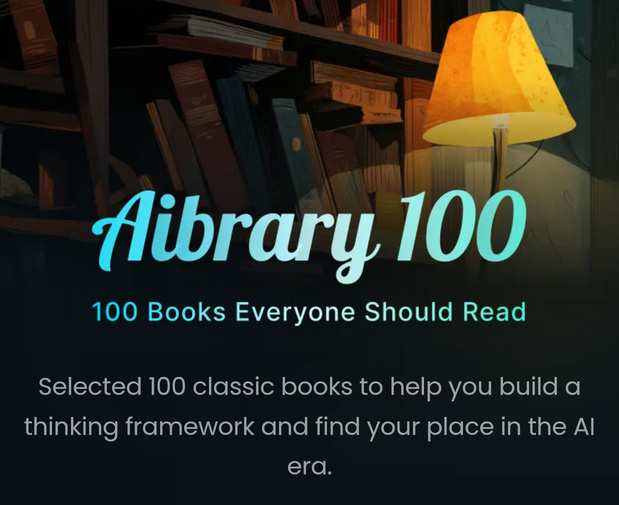 Aibrary 100
100 Books Everyone Should Read
Selected 100 classic books to help you build a
thinking framework and find your place in the AI
era.